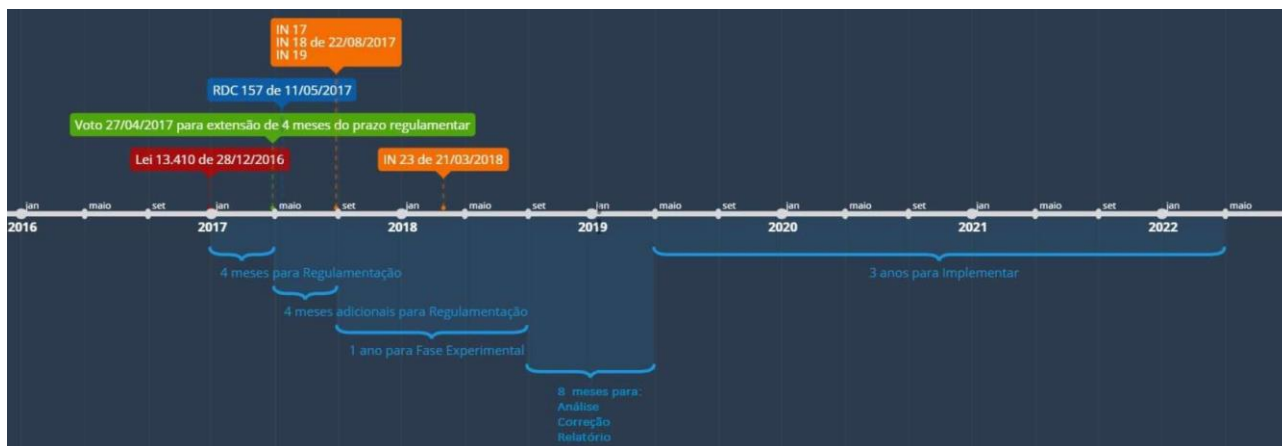 IN 17
IN 18 de 22/08/2017
IN 19
RDC 157 de 11/05/2017
Voto 27/04/2017 para extensão de 4 meses do prazo regulamentar
Lei 13.410 de 28/12/2016
IN 23 de 21/03/2018
jan maio set jan maio set jan maio set jan maio set jan maio set jan maio set jan maio
2016 2017 2018 2019 2020 2021 2022
4 meses para Regulamentação
3 anos para Implementar
4 meses adicionais para Regulamentação
1 ano para Fase Experimental
8 meses para:
Análise
Correção
Relatório